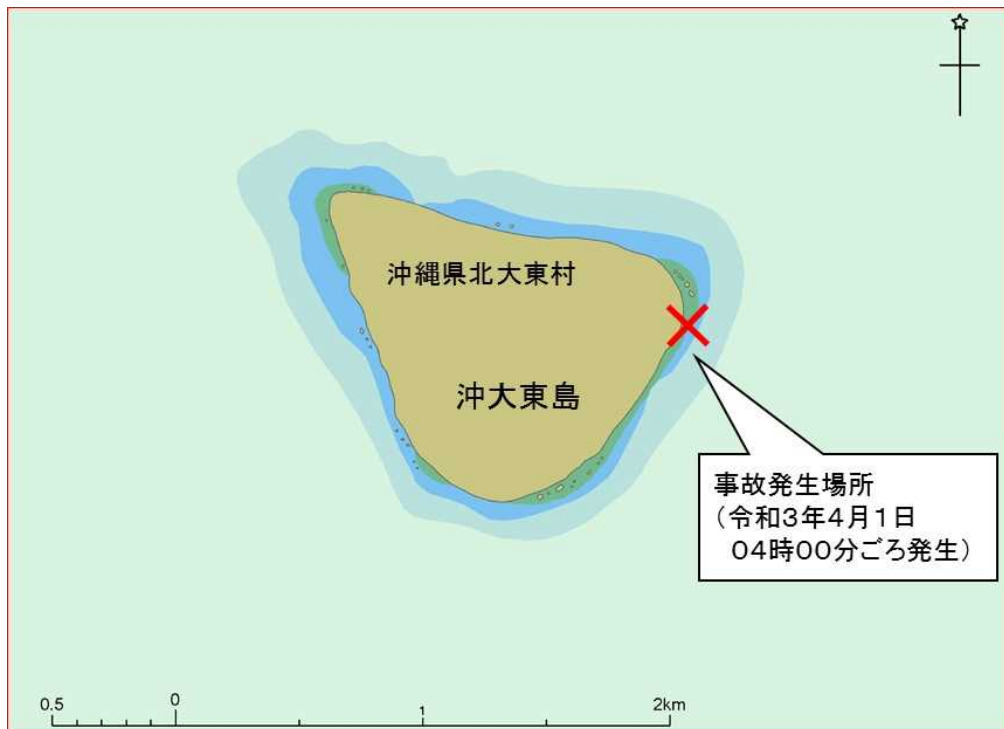 沖縄県北大東村
沖大東島
事故発生場所
（令和３年４月１日
０４時００分ごろ発生）
0.5 0 1 2km